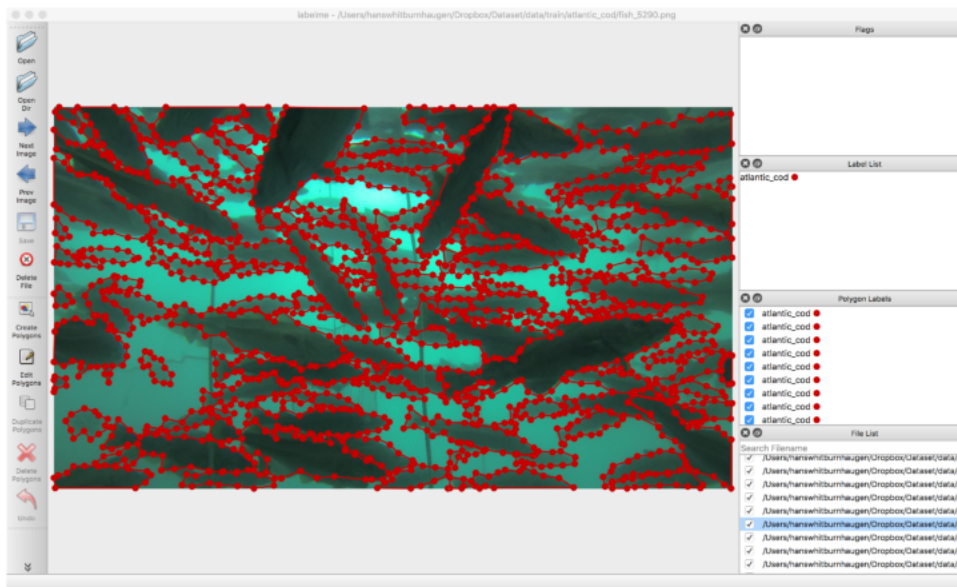 labelme - /Users/hanswhitburnhaugen/Dropbox/Dataset/data/train/atlantic_cod/fish_5290.png
Open
Open
Dir
Next
Image
Prev
Image
Save
Delete
File
Create
Polygons
Edit
Polygons
Duplicate
Polygons
Delete
Polygons
Undo
Flags
Label List
atlantic_cod
Polygon Labels
atlantic_cod
atlantic_cod
atlantic_cod
atlantic_cod
atlantic_cod
atlantic_cod
atlantic_cod
atlantic_cod
atlantic_cod
File List
Search Filename
/Users/hanswhitburnhaugen/Dropbox/Dataset/data/
/Users/hanswhitburnhaugen/Dropbox/Dataset/data/
/Users/hanswhitburnhaugen/Dropbox/Dataset/data/
/Users/hanswhitburnhaugen/Dropbox/Dataset/data/
/Users/hanswhitburnhaugen/Dropbox/Dataset/data/
/Users/hanswhitburnhaugen/Dropbox/Dataset/data/
/Users/hanswhitburnhaugen/Dropbox/Dataset/data/
/Users/hanswhitburnhaugen/Dropbox/Dataset/data/
/Users/hanswhitburnhaugen/Dropbox/Dataset/data/